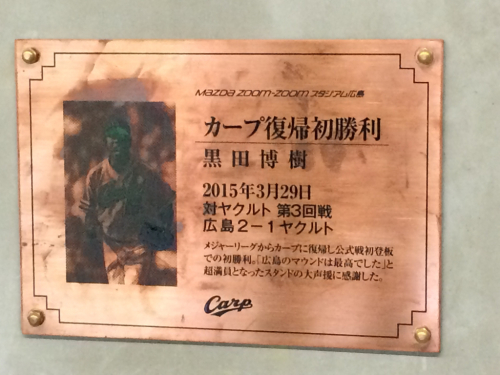 MAZDA ZOOM-ZOOM スタジアム広島
カープ復帰初勝利
黒田博樹
2015年3月29日
対ヤクルト 第3回戦
広島2-1ヤクルト
メジャーリーグからカープに復帰し公式戦初登板
での初勝利。「広島のマウンドは最高でした」と
超満員となったスタンドの大声援に感謝した。
Carp